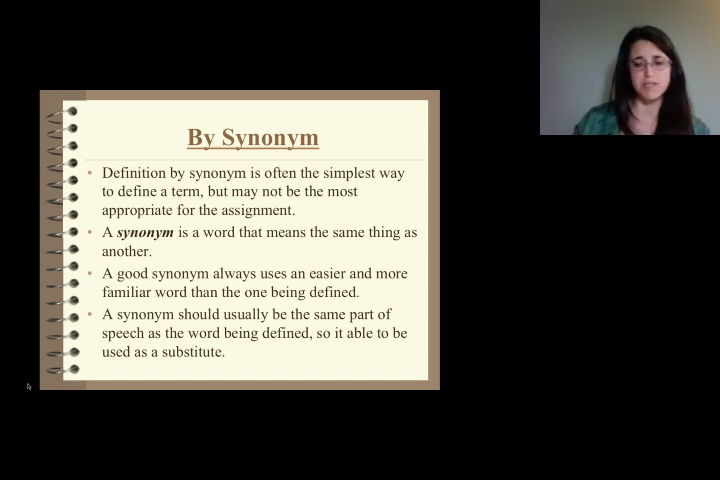 By Synonym
• Definition by synonym is often the simplest way
to define a term, but may not be the most
appropriate for the assignment.
• A synonym is a word that means the same thing as
another.
• A good synonym always uses an easier and more
familiar word than the one being defined.
• A synonym should usually be the same part of
speech as the word being defined, so it able to be
used as a substitute.